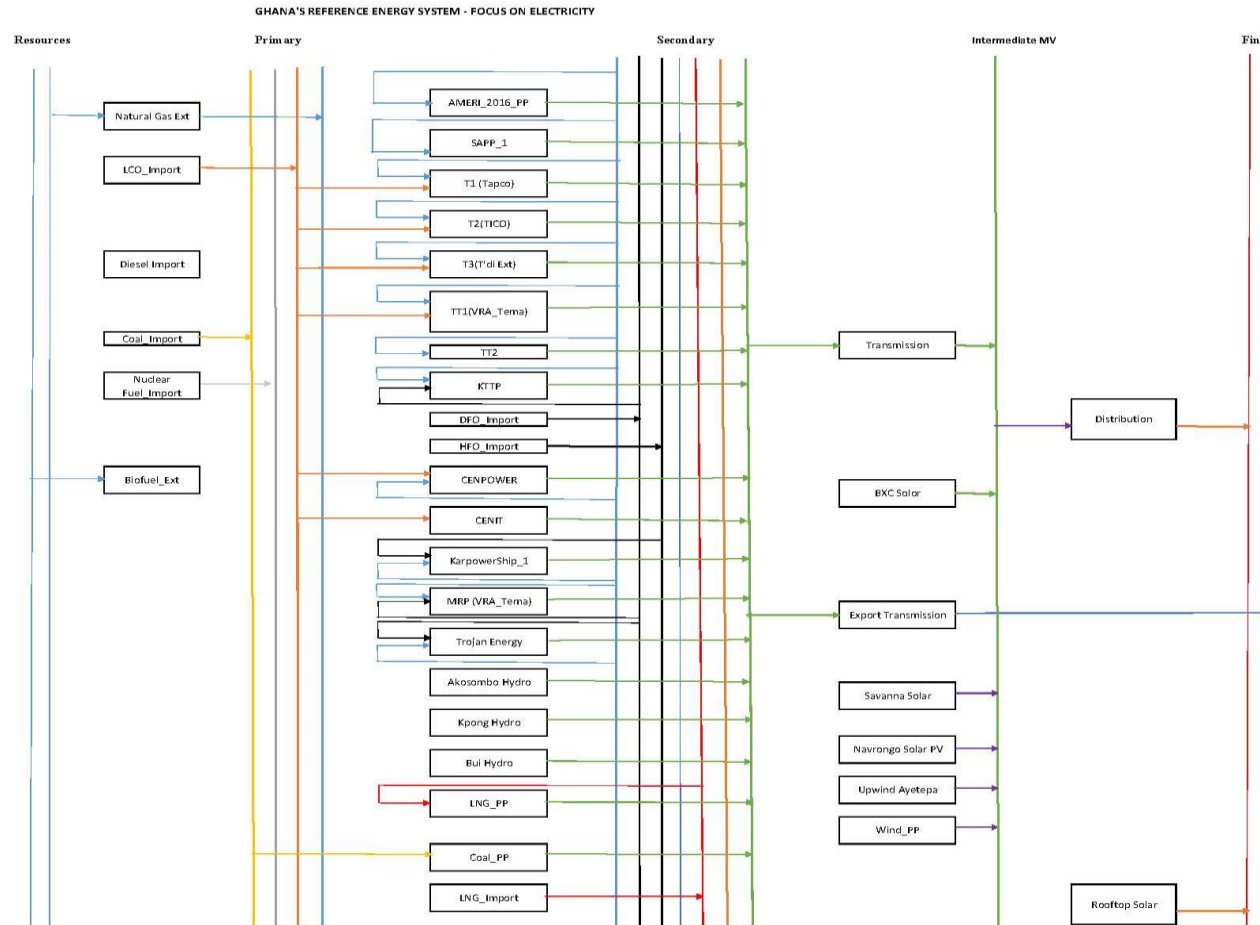 GHANA'S REFERENCE ENERGY SYSTEM - FOCUS ON ELECTRICITY
Resources
Primary
Secondary
Intermediate MV
Fin
Natural Gas Ext
LCO_Import
Diesel Import
Coal_Import
Nuclear
Fuel_Import
Biofuel_Ext
AMERI_2016_PP
SAPP_1
T1 (Tapco)
T2(TICO)
T3(T'di Ext)
TT1(VRA_Tema)
TT2
KTTP
DFO_Import
HFO_Import
CENPOWER
CENIT
KarpowerShip_1
MRP (VRA_Tema)
Trojan Energy
Akosombo Hydro
Kpong Hydro
Bui Hydro
LNG_PP
Coal_PP
LNG_Import
Transmission
BXC Solor
Export Transmission
Savanna Solar
Navrongo Solar PV
Upwind Ayetepa
Wind_PP
Distribution
Rooftop Solar